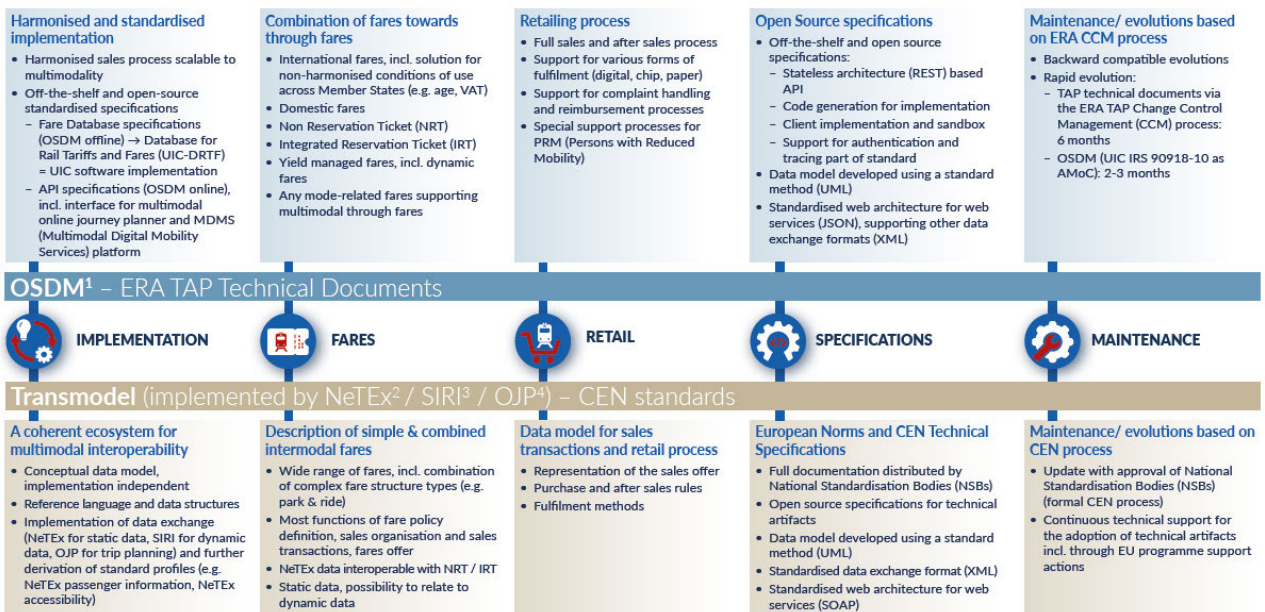 Harmonised and standardised
implementation
• Harmonised sales process scalable to
multimodality
• Off-the-shelf and open-source
standardised specifications
– Fare Database specifications
(OSDM offline) → Database for
Rail Tariffs and Fares (UIC-DRTF)
= UIC software implementation
– API specifications (OSDM online),
incl. interface for multimodal
online journey planner and MDMS
(Multimodal Digital Mobility
Services) platform
Combination of fares towards
through fares
• International fares, incl. solution for
non-harmonised conditions of use
across Member States (e.g. age, VAT)
• Domestic fares
• Non Reservation Ticket (NRT)
• Integrated Reservation Ticket (IRT)
• Yield managed fares, incl. dynamic
fares
• Any mode-related fares supporting
multimodal through fares
Retailing process
• Full sales and after sales process
• Support for various forms of
fulfilment (digital, chip, paper)
• Support for complaint handling
and reimbursement processes
• Special support processes for
PRM (Persons with Reduced
Mobility)
Open Source specifications
• Off-the-shelf and open source
specifications:
– Stateless architecture (REST) based
API
– Code generation for implementation
– Client implementation and sandbox
– Support for authentication and
tracing part of standard
• Data model developed using a standard
method (UML)
• Standardised web architecture for web
services (JSON), supporting other data
exchange formats (XML)
Maintenance/ evolutions based
on ERA CCM process
• Backward compatible evolutions
• Rapid evolution:
– TAP technical documents via
the ERA TAP Change Control
Management (CCM) process:
6 months
– OSDM (UIC IRS 90918-10 as
AMoC): 2-3 months
OSDM¹ – ERA TAP Technical Documents
IMPLEMENTATION
FARES
RETAIL
SPECIFICATIONS
MAINTENANCE
Transmodel (implemented by NeTEx² / SIRI³ / OJP⁴) – CEN standards
A coherent ecosystem for
multimodal interoperability
• Conceptual data model,
implementation independent
• Reference language and data structures
• Implementation of data exchange
(NeTEx for static data, SIRI for dynamic
data, OJP for trip planning) and further
derivation of standard profiles (e.g.
NeTEx passenger information, NeTEx
accessibility)
Description of simple & combined
intermodal fares
• Wide range of fares, incl. combination
of complex fare structure types (e.g.
park & ride)
• Most functions of fare policy
definition, sales organisation and sales
transactions, fares offer
• NeTEx data interoperable with NRT / IRT
• Static data, possibility to relate to
dynamic data
Data model for sales
transactions and retail process
• Representation of the sales offer
• Purchase and after sales rules
• Fulfilment methods
European Norms and CEN Technical
Specifications
• Full documentation distributed by
National Standardisation Bodies (NSBs)
• Open source specifications for technical
artifacts
• Data model developed using a standard
method (UML)
• Standardised data exchange format (XML)
• Standardised web architecture for web
services (SOAP)
Maintenance/ evolutions based on
CEN process
• Update with approval of National
Standardisation Bodies (NSBs)
(formal CEN process)
• Continuous technical support for
the adoption of technical artifacts
incl. through EU programme support
actions